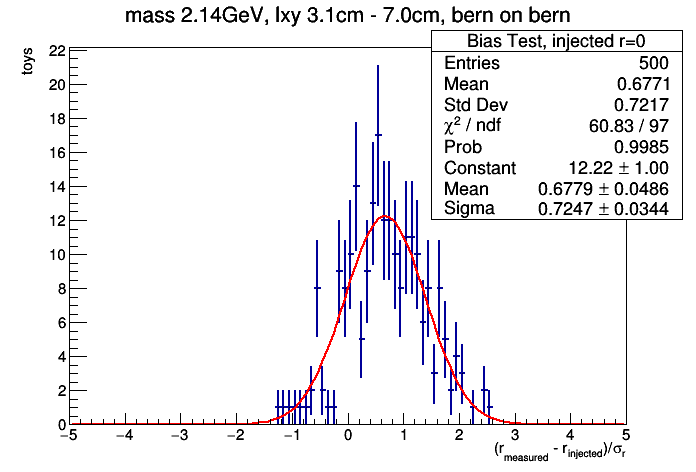 mass 2.14GeV, lxy 3.1cm - 7.0cm, bern on bern
Bias Test, injected r=0
Entries 500
Mean 0.6771
Std Dev 0.7217
χ² / ndf 60.83 / 97
Prob 0.9985
Constant 12.22 ± 1.00
Mean 0.6779 ± 0.0486
Sigma 0.7247 ± 0.0344
toys
22
20
18
16
14
12
10
8
6
4
2
0
−5 −4 −3 −2 −1 0 1 2 3 4 5
(r_measured - r_injected)/σ_r